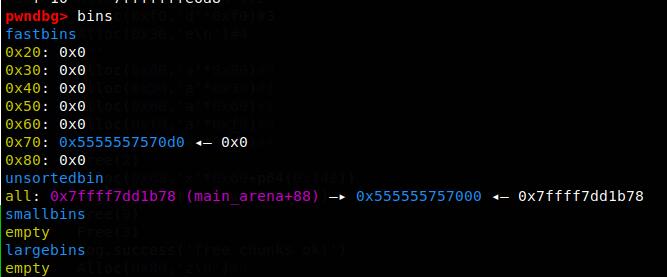 pwndbg> bins
fastbins
0x20: 0x0
0x30: 0x0
0x40: 0x0
0x50: 0x0
0x60: 0x0
0x70: 0x5555557570d0 ◂— 0x0
0x80: 0x0
unsortedbin
all: 0x7ffff7dd1b78 (main_arena+88) —▸ 0x555555757000 ◂— 0x7ffff7dd1b78
smallbins
empty
largebins
empty